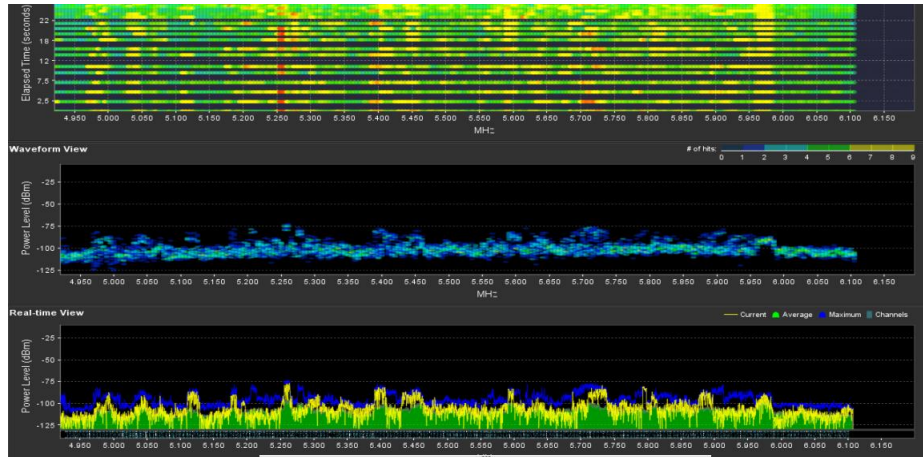 22
18
Elapsed Time (seconds)
12
7.5
2.5
4.950 5.000 5.050 5.100 5.150 5.200 5.250 5.300 5.350 5.400 5.450 5.500 5.550 5.600 5.650 5.700 5.750 5.800 5.850 5.900 5.950 6.000 6.050 6.100 6.150
MHz
Waveform View
# of hits: 0 1 2 3 4 5 6 7 8 9
-25
-50
Power Level (dBm)
-75
-100
-125
4.950 5.000 5.050 5.100 5.150 5.200 5.250 5.300 5.350 5.400 5.450 5.500 5.550 5.600 5.650 5.700 5.750 5.800 5.850 5.900 5.950 6.000 6.050 6.100 6.150
MHz
Real-time View
Current Average Maximum Channels
-25
-50
Power Level (dBm)
-75
-100
-125
4.950 5.000 5.050 5.100 5.150 5.200 5.250 5.300 5.350 5.400 5.450 5.500 5.550 5.600 5.650 5.700 5.750 5.800 5.850 5.900 5.950 6.000 6.050 6.100 6.150